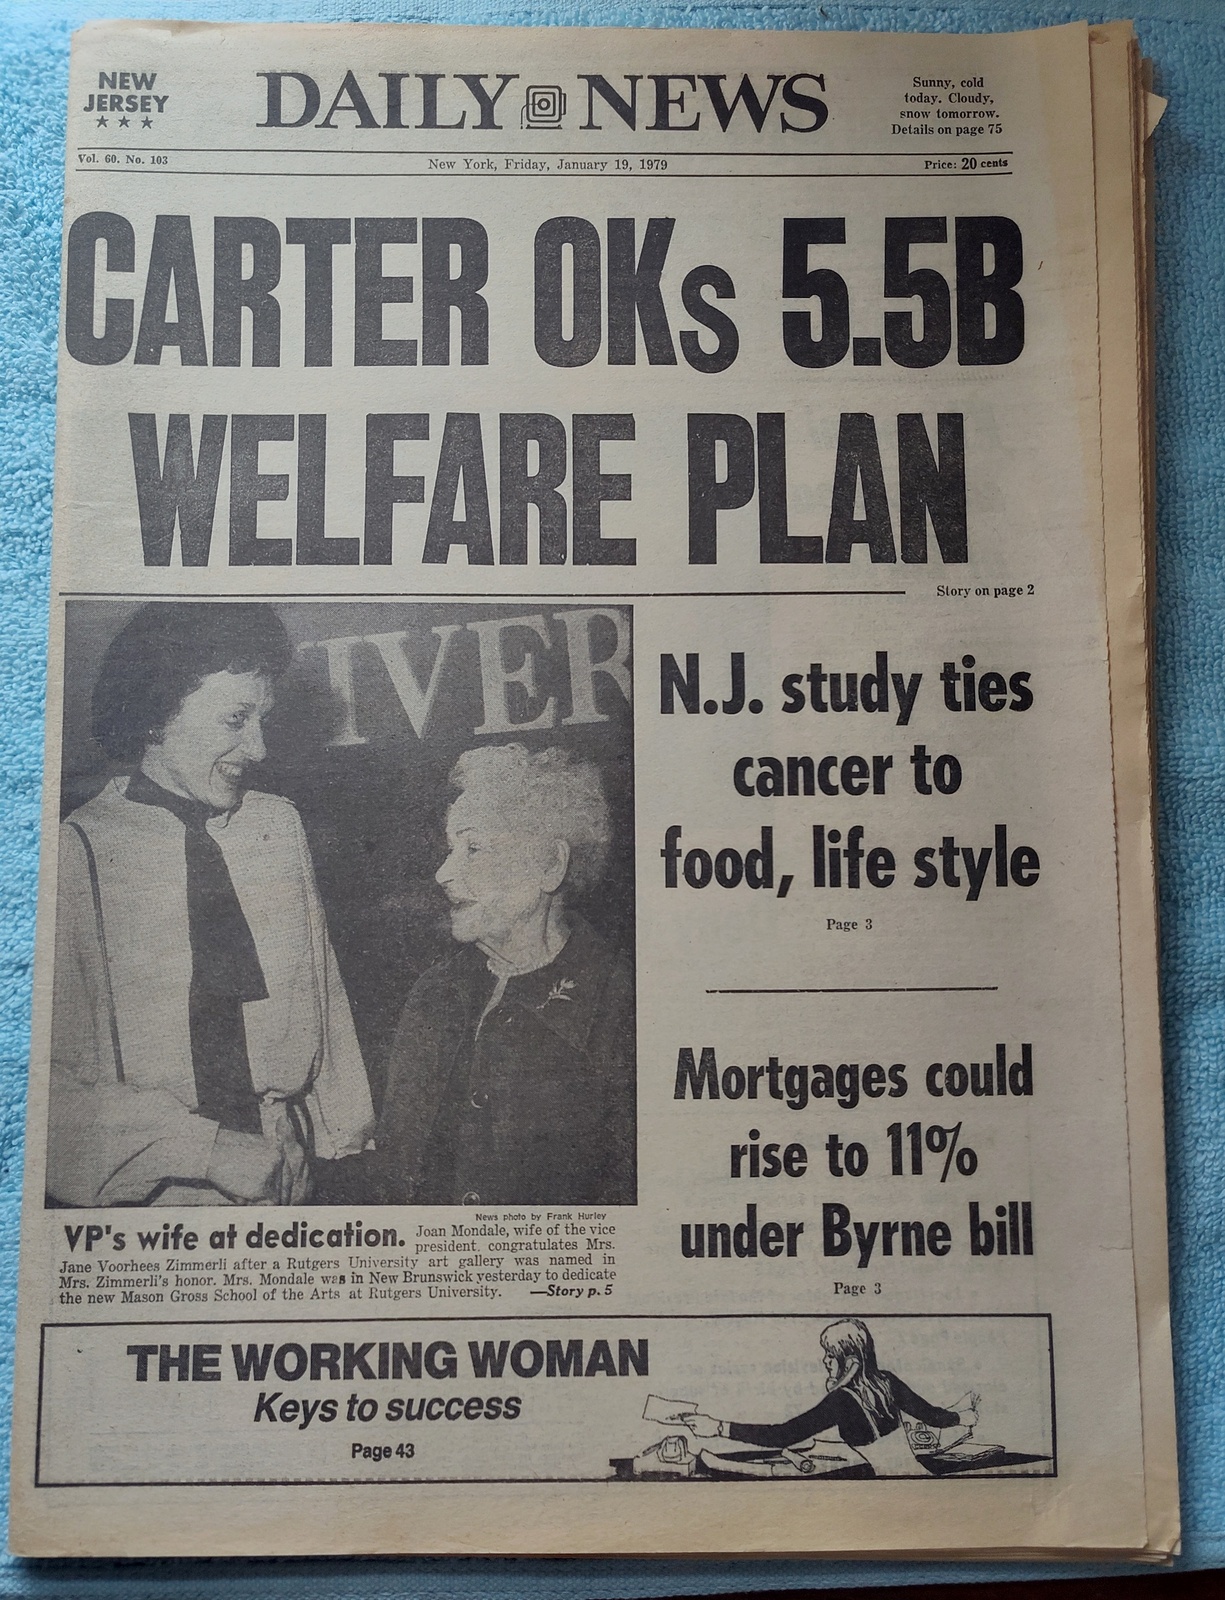 NEW
JERSEY
★ ★ ★
DAILY NEWS
Sunny, cold
today. Cloudy,
snow tomorrow.
Details on page 75
Vol. 60. No. 103
New York, Friday, January 19, 1979
Price: 20 cents
CARTER OKs 5.5B
WELFARE PLAN
Story on page 2
IVER
N.J. study ties
cancer to
food, life style
Page 3
Mortgages could
rise to 11%
under Byrne bill
Page 3
News photo by Frank Hurley
VP's wife at dedication. Joan Mondale, wife of the vice
president, congratulates Mrs.
Jane Voorhees Zimmerli after a Rutgers University art gallery was named in
Mrs. Zimmerli's honor. Mrs. Mondale was in New Brunswick yesterday to dedicate
the new Mason Gross School of the Arts at Rutgers University. —Story p. 5
THE WORKING WOMAN
Keys to success
Page 43